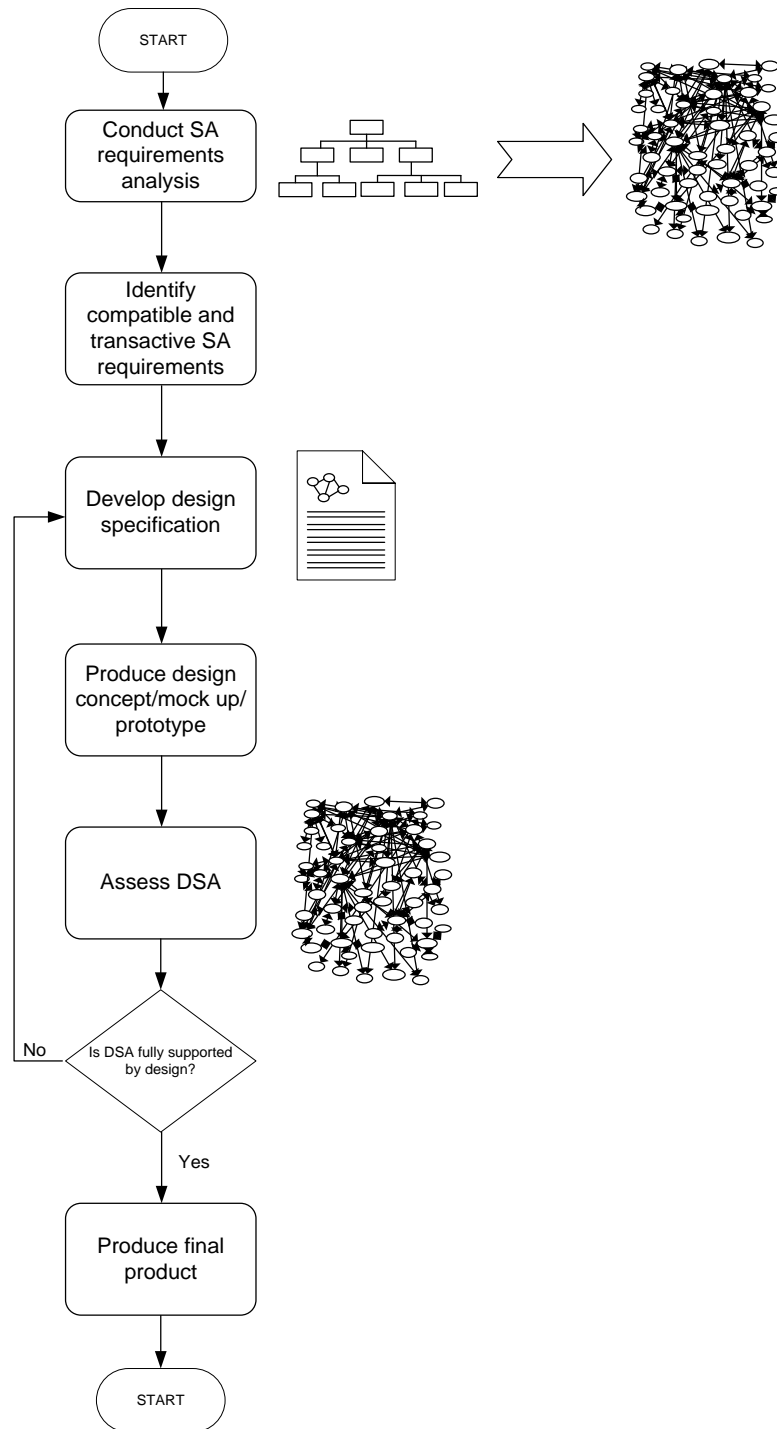 START
Conduct SA
requirements
analysis
Identify
compatible and
transactive SA
requirements
Develop design
specification
Produce design
concept/mock up/
prototype
Assess DSA
Is DSA fully supported
by design?
No
Yes
Produce final
product
START